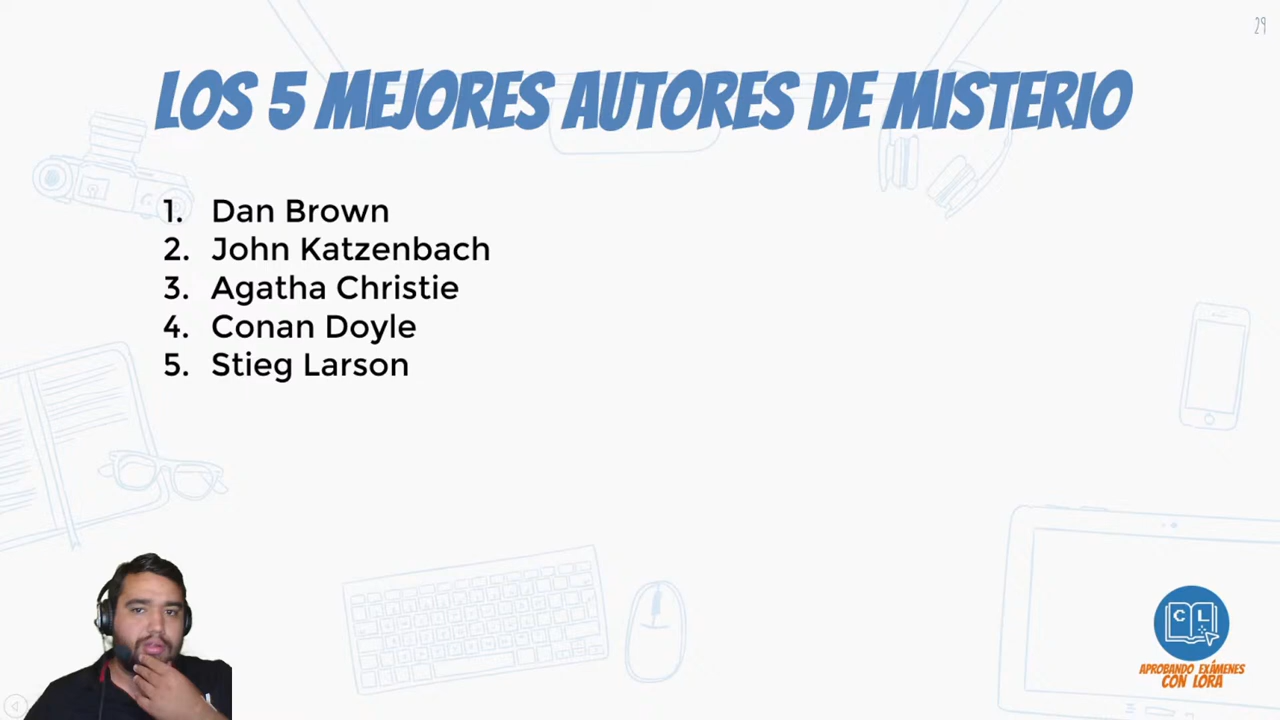 29
LOS 5 MEJORES AUTORES DE MISTERIO
1. Dan Brown
2. John Katzenbach
3. Agatha Christie
4. Conan Doyle
5. Stieg Larson
C L
APROBANDO EXÁMENES
CON LORA